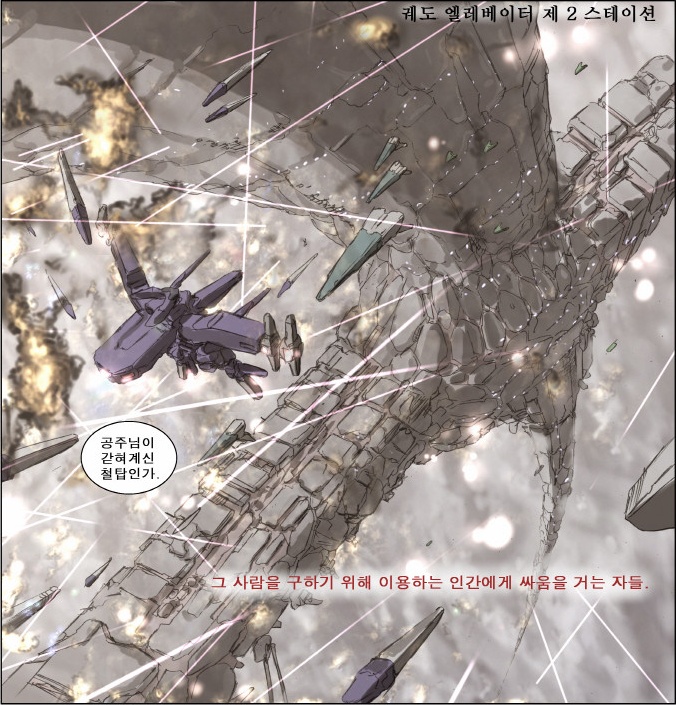 궤도 엘레베이터 제 2 스테이션
공주님이
갇혀계신
철탑인가.
그 사람을 구하기 위해 이용하는 인간에게 싸움을 거는 자들.